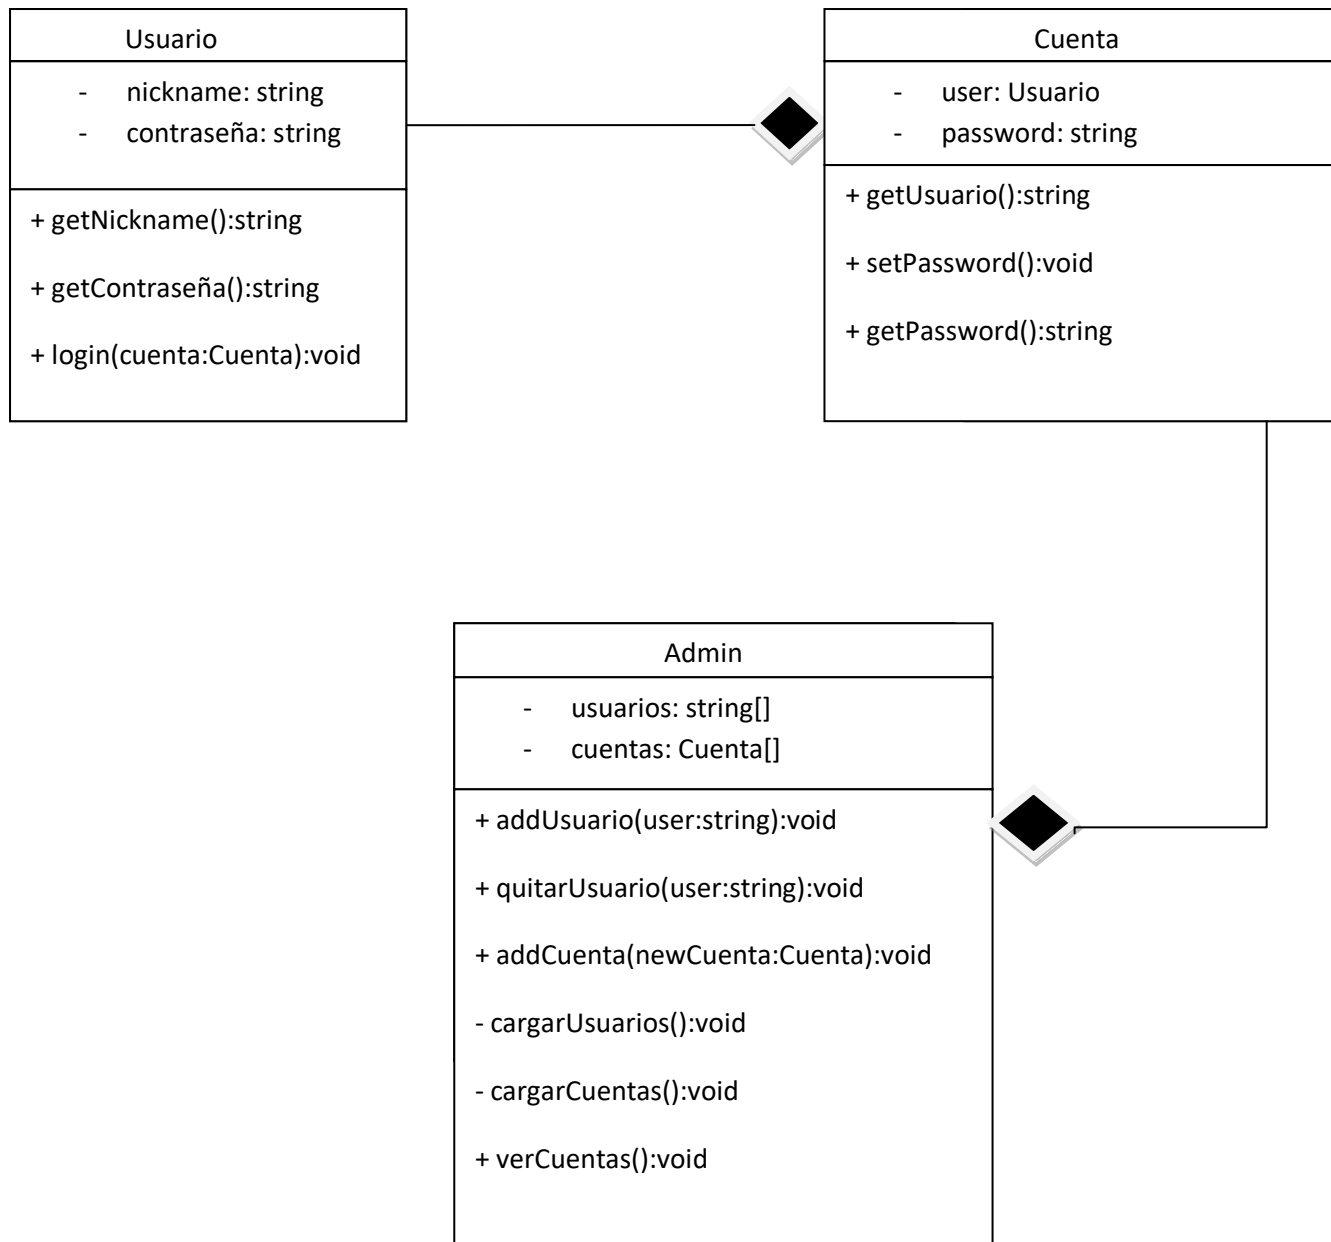 Usuario
- nickname: string
- contraseña: string
+ getNickname():string
+ getContraseña():string
+ login(cuenta:Cuenta):void
Cuenta
- user: Usuario
- password: string
+ getUsuario():string
+ setPassword():void
+ getPassword():string
Admin
- usuarios: string[]
- cuentas: Cuenta[]
+ addUsuario(user:string):void
+ quitarUsuario(user:string):void
+ addCuenta(newCuenta:Cuenta):void
- cargarUsuarios():void
- cargarCuentas():void
+ verCuentas():void